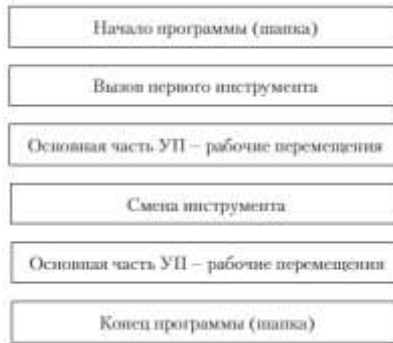 Начало программы (шапка)
Вызов первого инструмента
Основная часть УП – рабочие перемещения
Смена инструмента
Основная часть УП – рабочие перемещения
Конец программы (шапка)